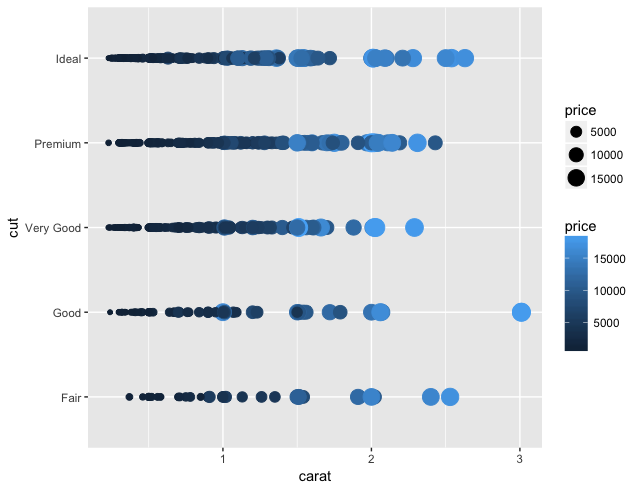 cut
Ideal
Premium
Very Good
Good
Fair
1
2
3
carat
price
5000
10000
15000
price
15000
10000
5000